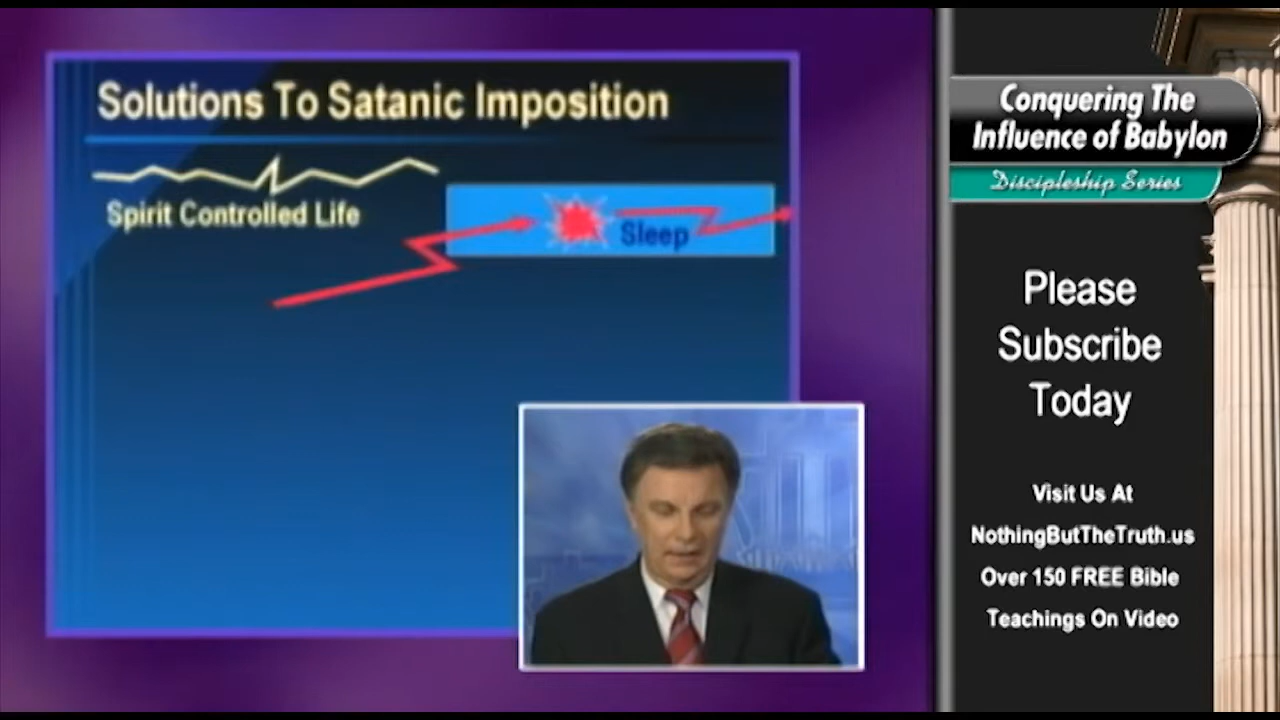 Solutions To Satanic Imposition
Spirit Controlled Life
Sleep
Conquering The
Influence of Babylon
Discipleship Series
Please
Subscribe
Today
Visit Us At
NothingButTheTruth.us
Over 150 FREE Bible
Teachings On Video